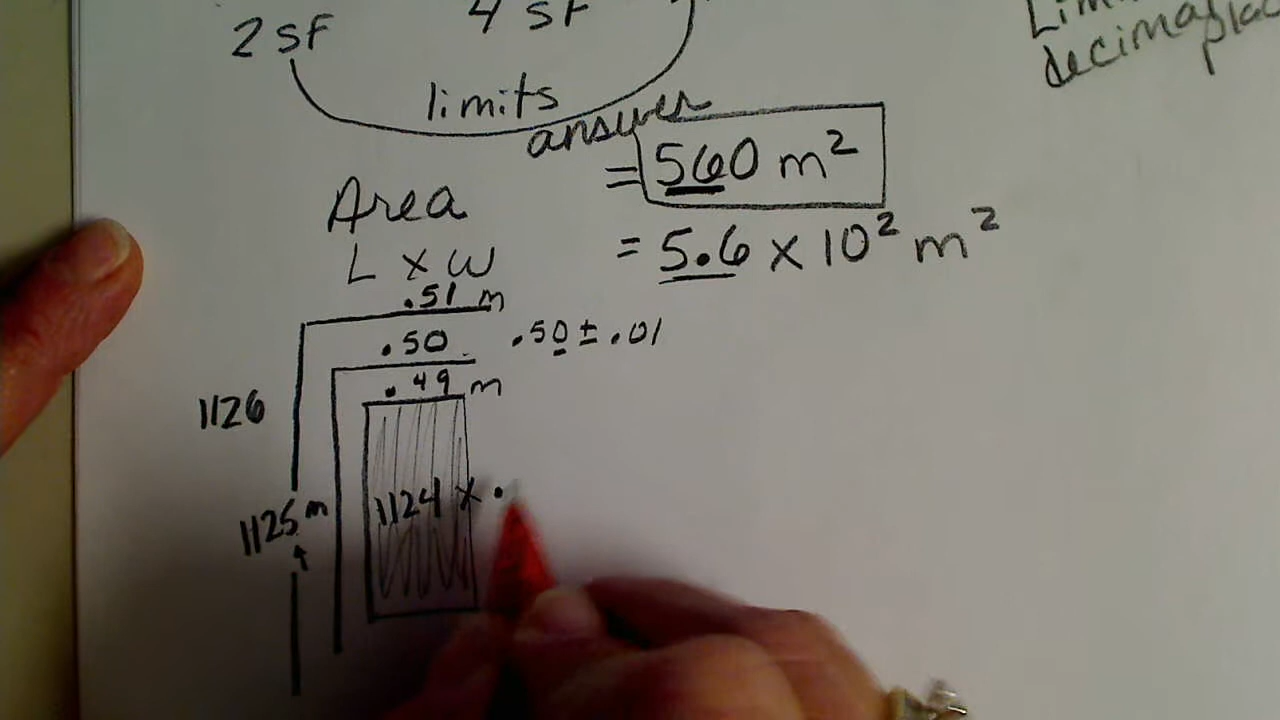 2 SF 4 SF
limits
answer
= 560 m²
Area
= 5.6 x 10² m²
L x W
.51 m
.50 .50 ± .01
.49 m
1126
1124 x .
1125 m
decimal